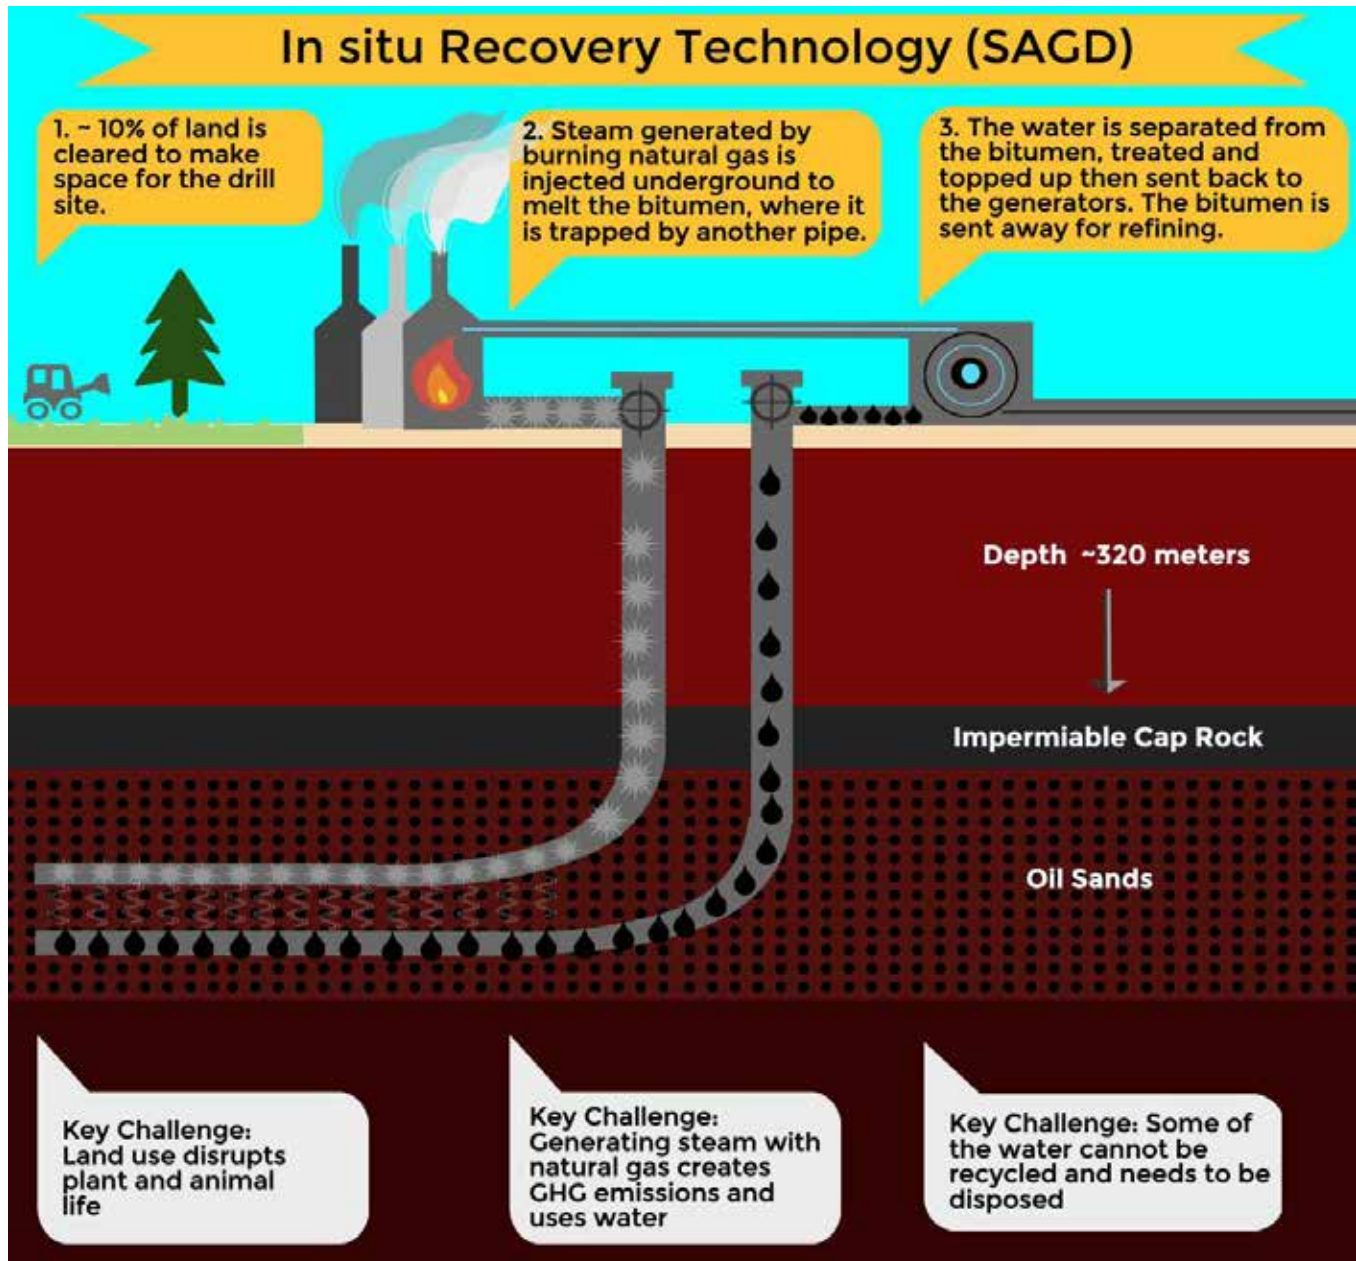 In situ Recovery Technology (SAGD)
1. ~ 10% of land is
cleared to make
space for the drill
site.
2. Steam generated by
burning natural gas is
injected underground to
melt the bitumen, where it
is trapped by another pipe.
3. The water is separated from
the bitumen, treated and
topped up then sent back to
the generators. The bitumen is
sent away for refining.
Depth ~320 meters
Impermiable Cap Rock
Oil Sands
Key Challenge:
Land use disrupts
plant and animal
life
Key Challenge:
Generating steam with
natural gas creates
GHG emissions and
uses water
Key Challenge: Some of
the water cannot be
recycled and needs to be
disposed